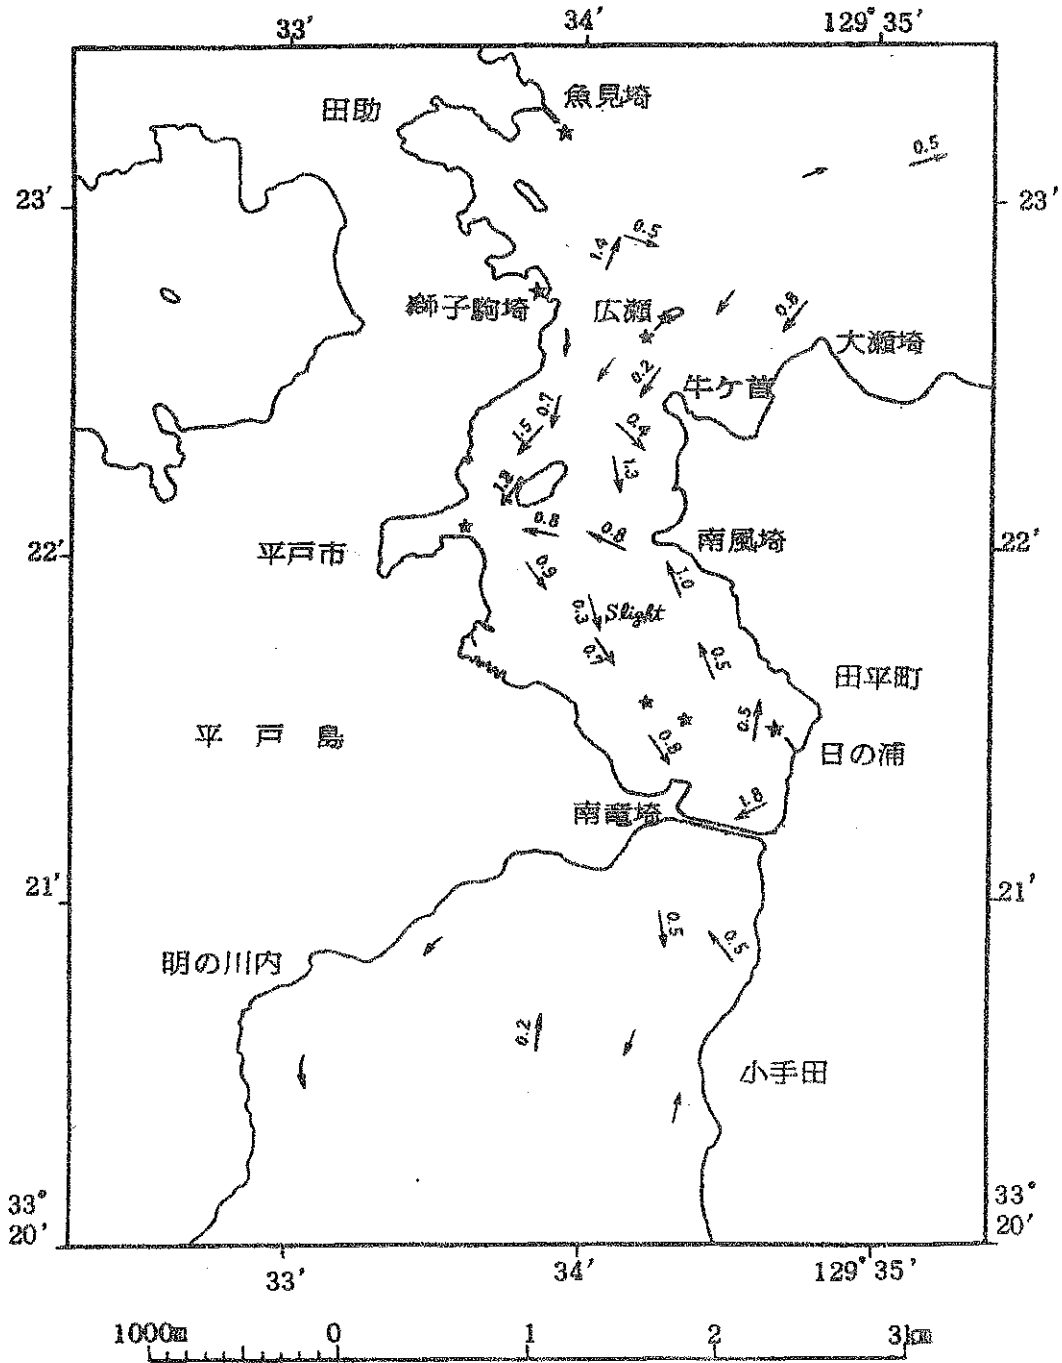 33′ 34′ 129° 35′
田助
魚見埼
0.5
23′
23′
0.5
1.4
獅子駒埼
広瀬
0.8
大瀬埼
0.2
牛ケ首
0.7
1.5
0.4
1.3
1.2
0.8
0.8
22′
平戸市
南風埼
22′
0.9
1.0
0.3
Slight
0.7
0.5
田平町
平戸島
0.5
0.8
日の浦
1.8
南竜埼
21′
21′
0.5
0.5
明の川内
0.2
小手田
33°
20′
33°
20′
33′ 34′ 129° 35′
1000m 0 1 2 3km